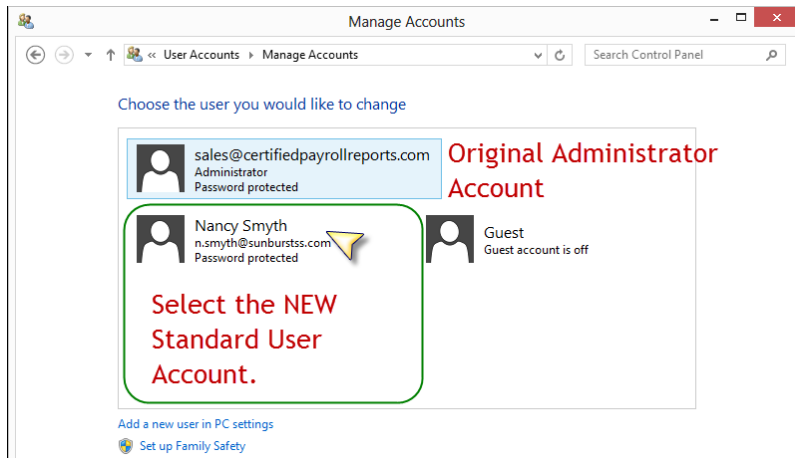 Manage Accounts
« User Accounts Manage Accounts
Search Control Panel
Choose the user you would like to change
sales@certifiedpayrollreports.com
Administrator
Password protected
Original Administrator
Account
Nancy Smyth
n.smyth@sunburstss.com
Password protected
Guest
Guest account is off
Select the NEW
Standard User
Account.
Add a new user in PC settings
Set up Family Safety